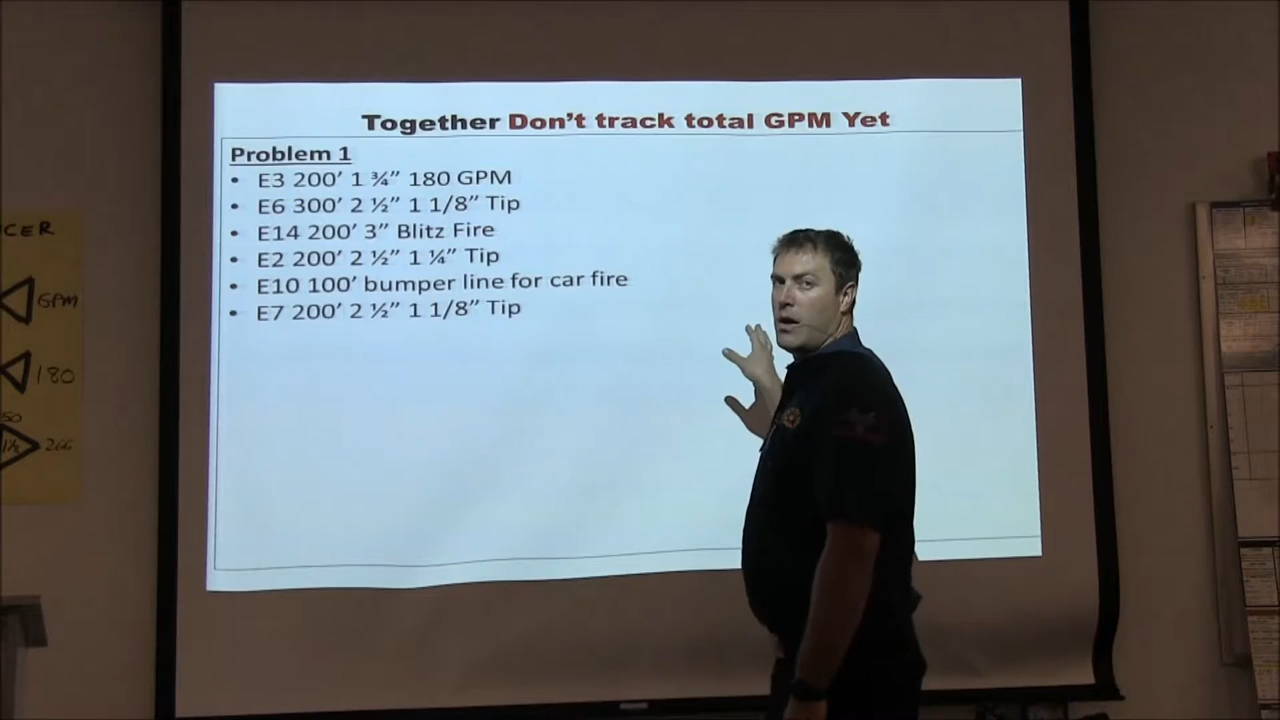 Together Don't track total GPM Yet
Problem 1
• E3 200' 1 ¾” 180 GPM
• E6 300' 2 ½” 1 1/8” Tip
• E14 200' 3” Blitz Fire
• E2 200' 2 ½” 1 ¼” Tip
• E10 100' bumper line for car fire
• E7 200' 2 ½” 1 1/8” Tip
CER
GPM
180
50
1⅛ 266